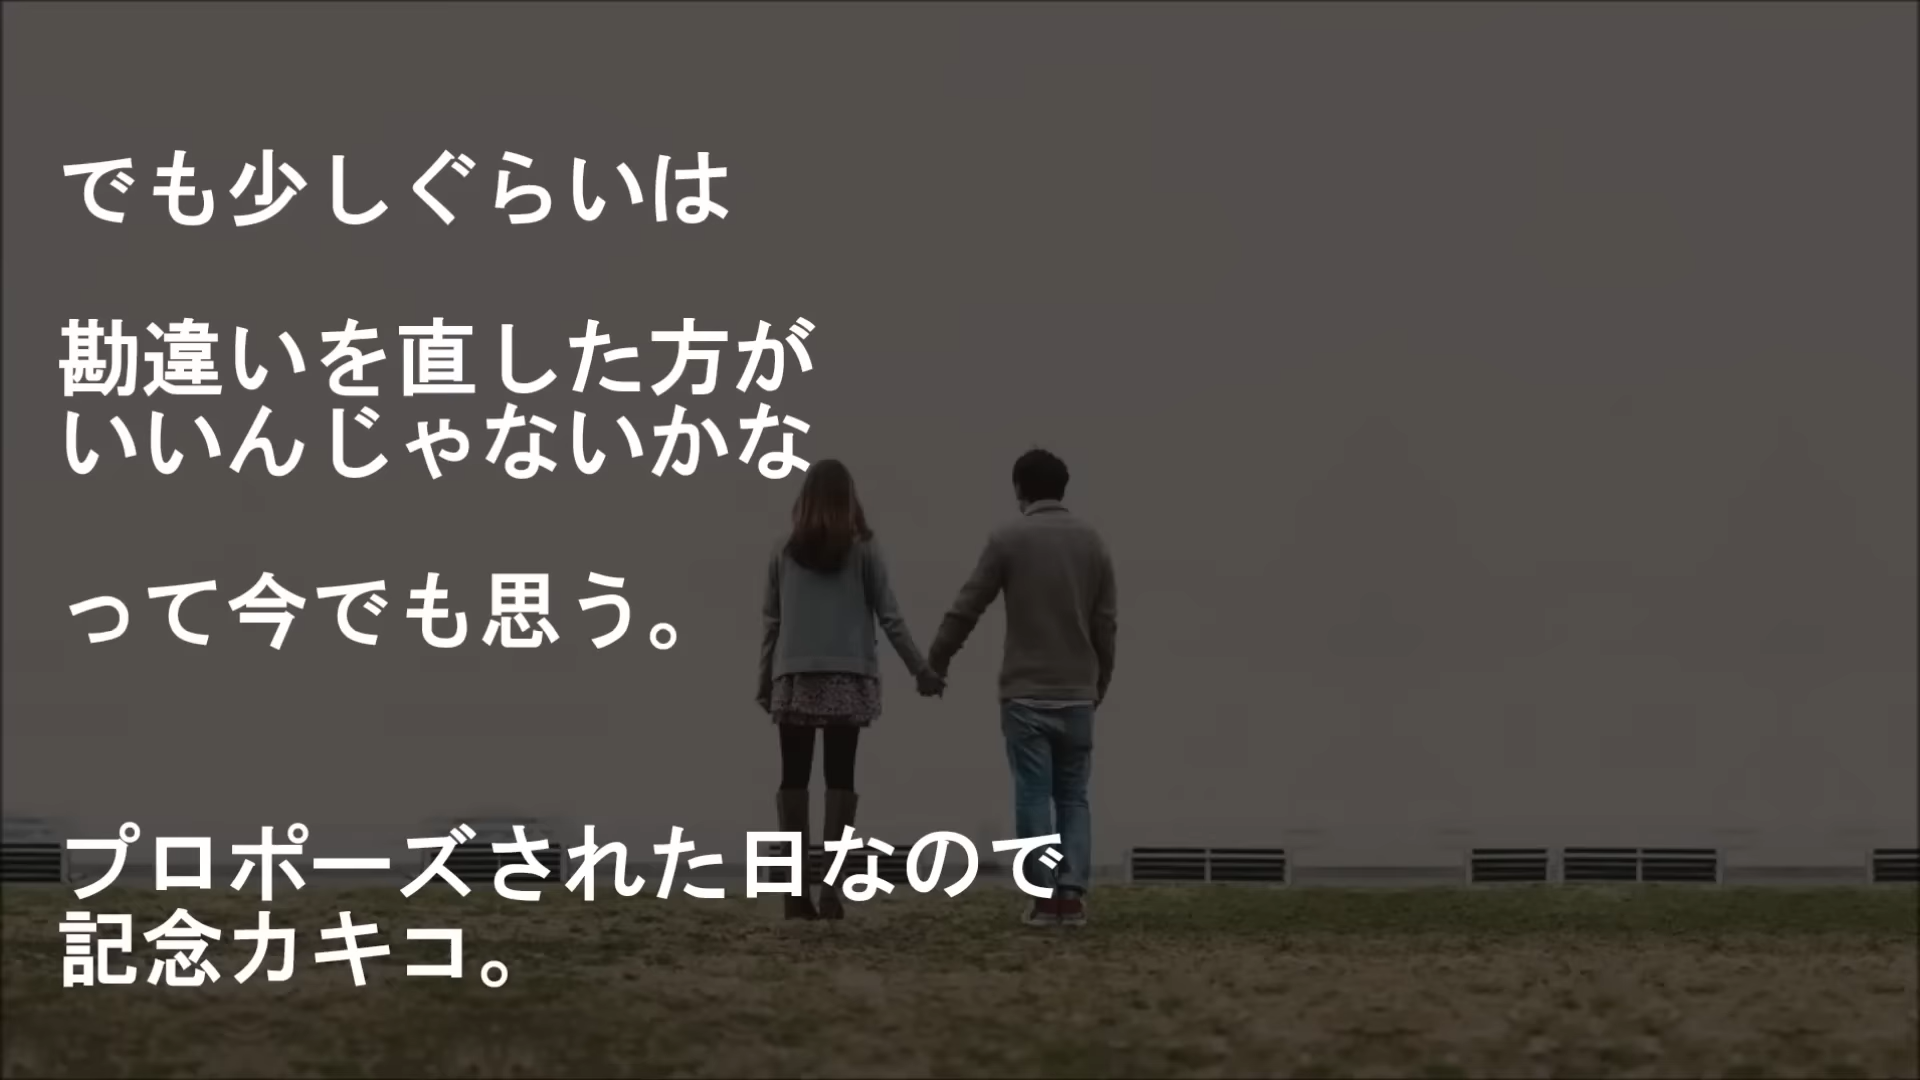 でも少しぐらいは
勘違いを直した方が
いいんじゃないかな
って今でも思う。
プロポーズされた日なので
記念カキコ。